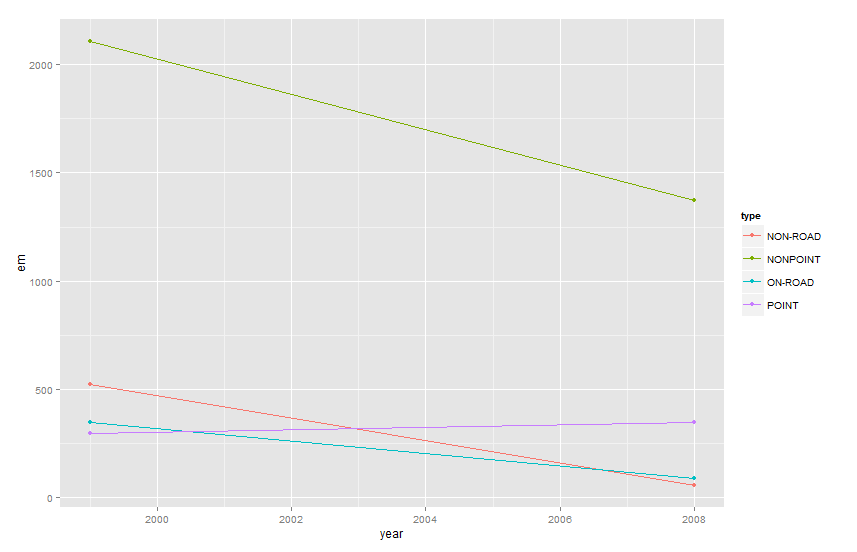 2000
1500
1000
500
0
em
2000
2002
2004
2006
2008
year
type
NON-ROAD
NONPOINT
ON-ROAD
POINT